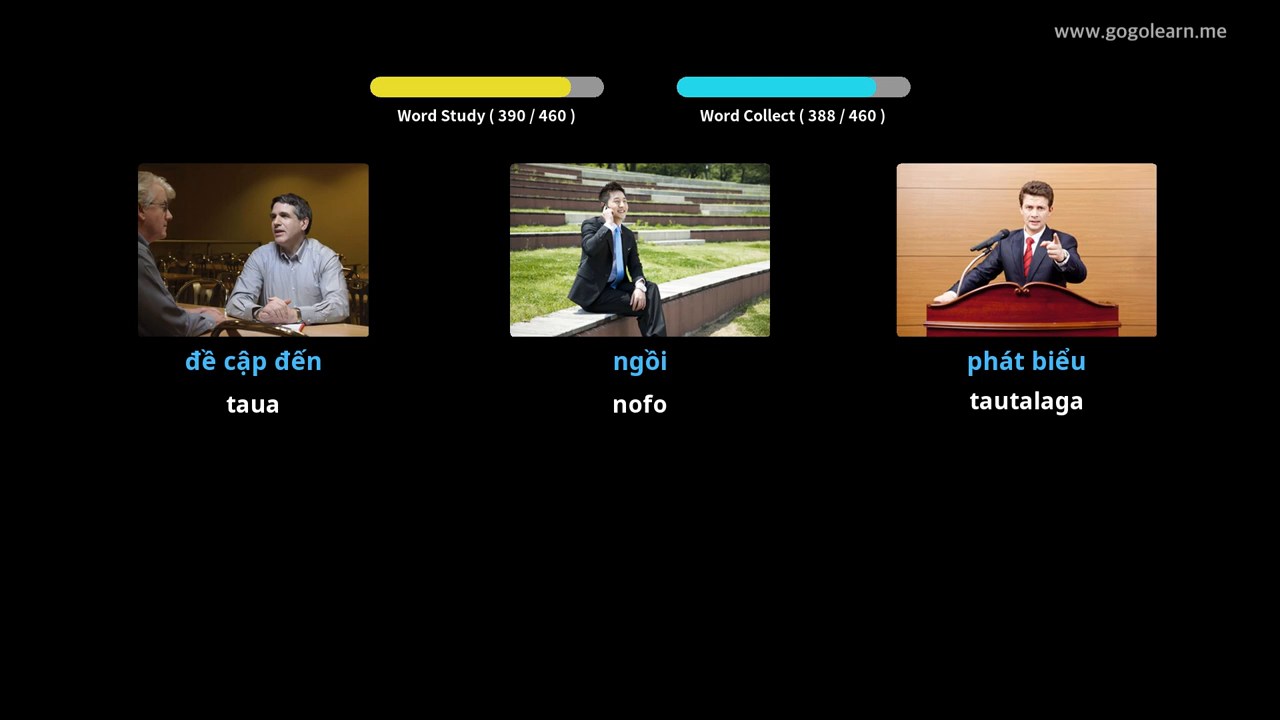 www.gogolearn.me
Word Study ( 390 / 460 )
Word Collect ( 388 / 460 )
đề cập đến
taua
ngồi
nofo
phát biểu
tautalaga